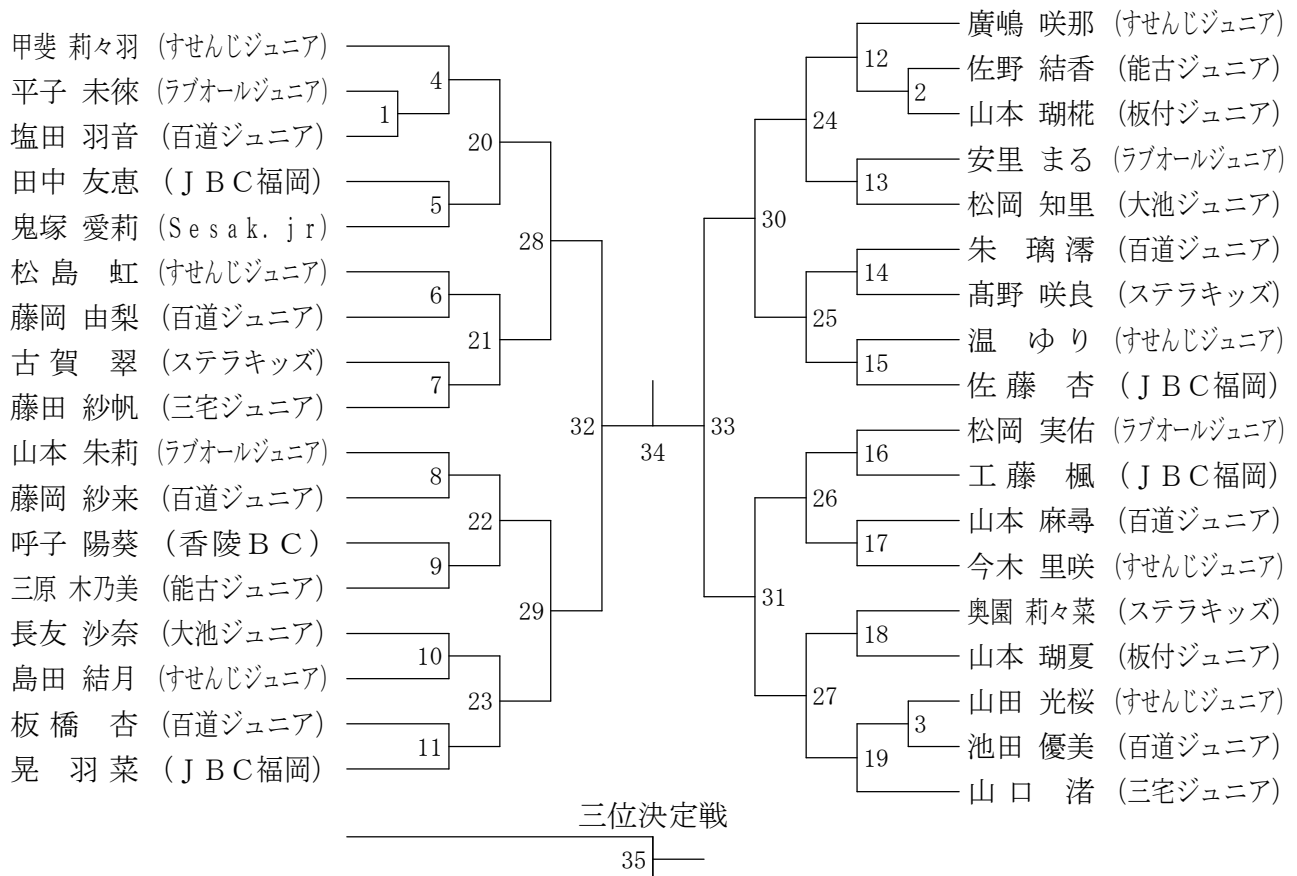 甲斐 莉々羽 (すせんじジュニア)
平子 未徠 (ラブオールジュニア)
塩田 羽音 (百道ジュニア)
田中 友恵 (ＪＢＣ福岡)
鬼塚 愛莉 (Sesak.jr)
松島 虹 (すせんじジュニア)
藤岡 由梨 (百道ジュニア)
古賀 翠 (ステラキッズ)
藤田 紗帆 (三宅ジュニア)
山本 朱莉 (ラブオールジュニア)
藤岡 紗来 (百道ジュニア)
呼子 陽葵 (香陵ＢＣ)
三原 木乃美 (能古ジュニア)
長友 沙奈 (大池ジュニア)
島田 結月 (すせんじジュニア)
板橋 杏 (百道ジュニア)
晃 羽菜 (ＪＢＣ福岡)
1
4
5
6
7
8
9
10
11
20
21
22
23
28
29
32
34
33
30
31
24
25
26
27
12
13
14
15
16
17
18
19
2
3
廣嶋 咲那 (すせんじジュニア)
佐野 結香 (能古ジュニア)
山本 瑚椛 (板付ジュニア)
安里 まる (ラブオールジュニア)
松岡 知里 (大池ジュニア)
朱 璃澪 (百道ジュニア)
髙野 咲良 (ステラキッズ)
温 ゆり (すせんじジュニア)
佐藤 杏 (ＪＢＣ福岡)
松岡 実佑 (ラブオールジュニア)
工藤 楓 (ＪＢＣ福岡)
山本 麻尋 (百道ジュニア)
今木 里咲 (すせんじジュニア)
奥園 莉々菜 (ステラキッズ)
山本 瑚夏 (板付ジュニア)
山田 光桜 (すせんじジュニア)
池田 優美 (百道ジュニア)
山口 渚 (三宅ジュニア)
三位決定戦
35